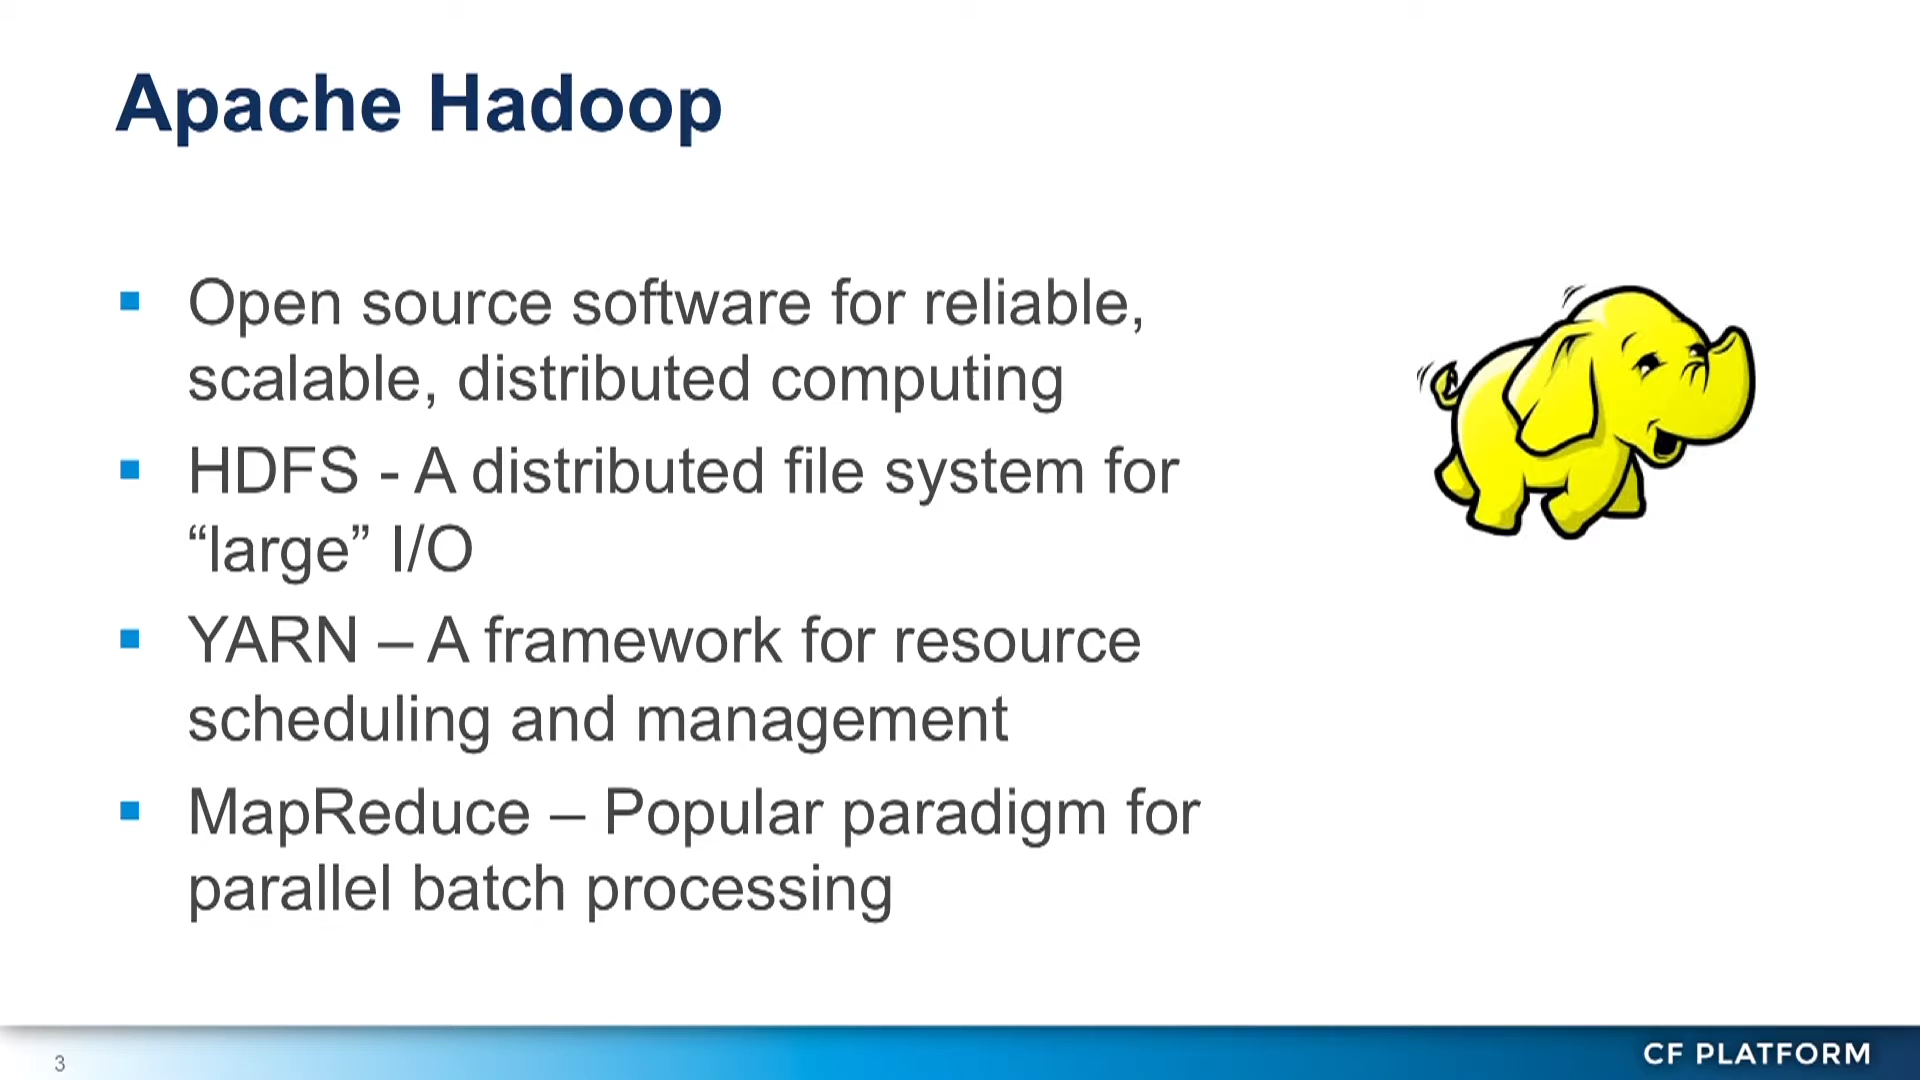 Apache Hadoop
▪ Open source software for reliable,
scalable, distributed computing
▪ HDFS - A distributed file system for
“large” I/O
▪ YARN – A framework for resource
scheduling and management
▪ MapReduce – Popular paradigm for
parallel batch processing
3
CF PLATFORM